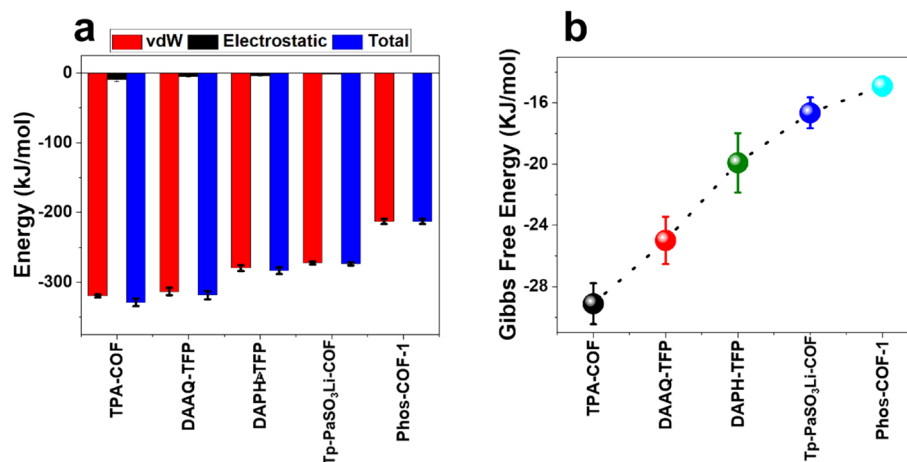 a
vdW Electrostatic Total
Energy (kJ/mol)
0
-100
-200
-300
TPA-COF
DAAQ-TFP
DAPH-TFP
Tp-PaSO₃Li-COF
Phos-COF-1
b
Gibbs Free Energy (KJ/mol)
-16
-20
-24
-28
TPA-COF
DAAQ-TFP
DAPH-TFP
Tp-PaSO₃Li-COF
Phos-COF-1